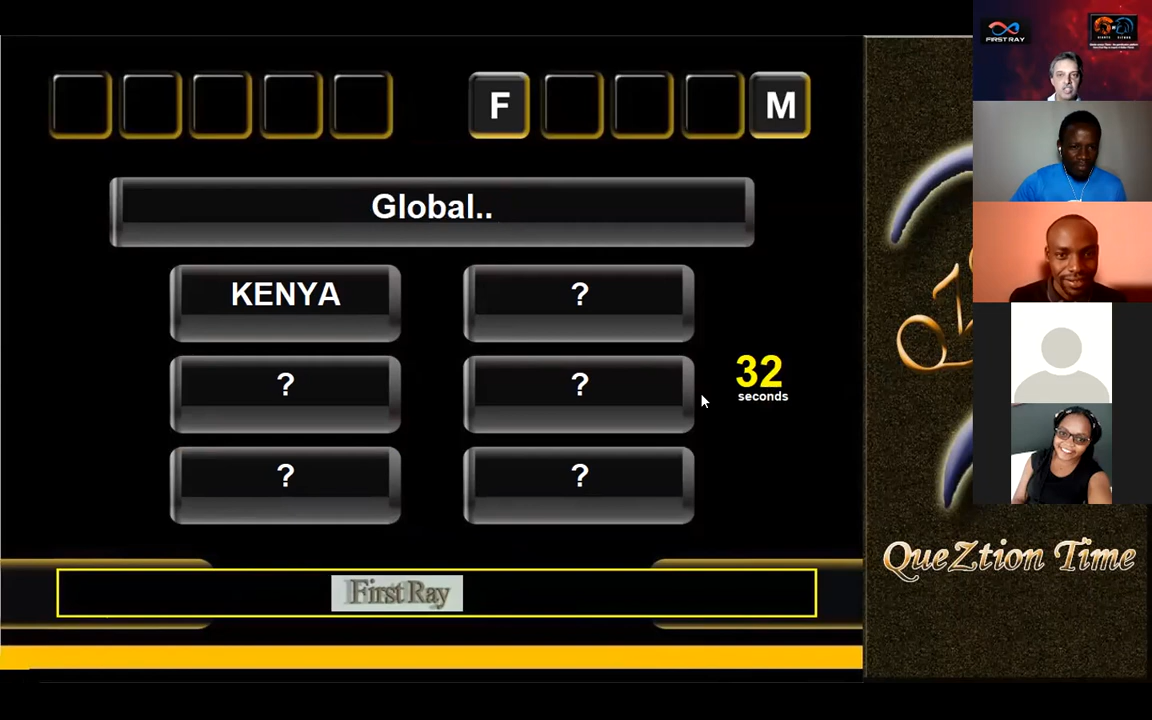 F M
Global..
KENYA ?
? ?
32
seconds
? ?
FirstRay
QueZtion Time
FIRST RAY